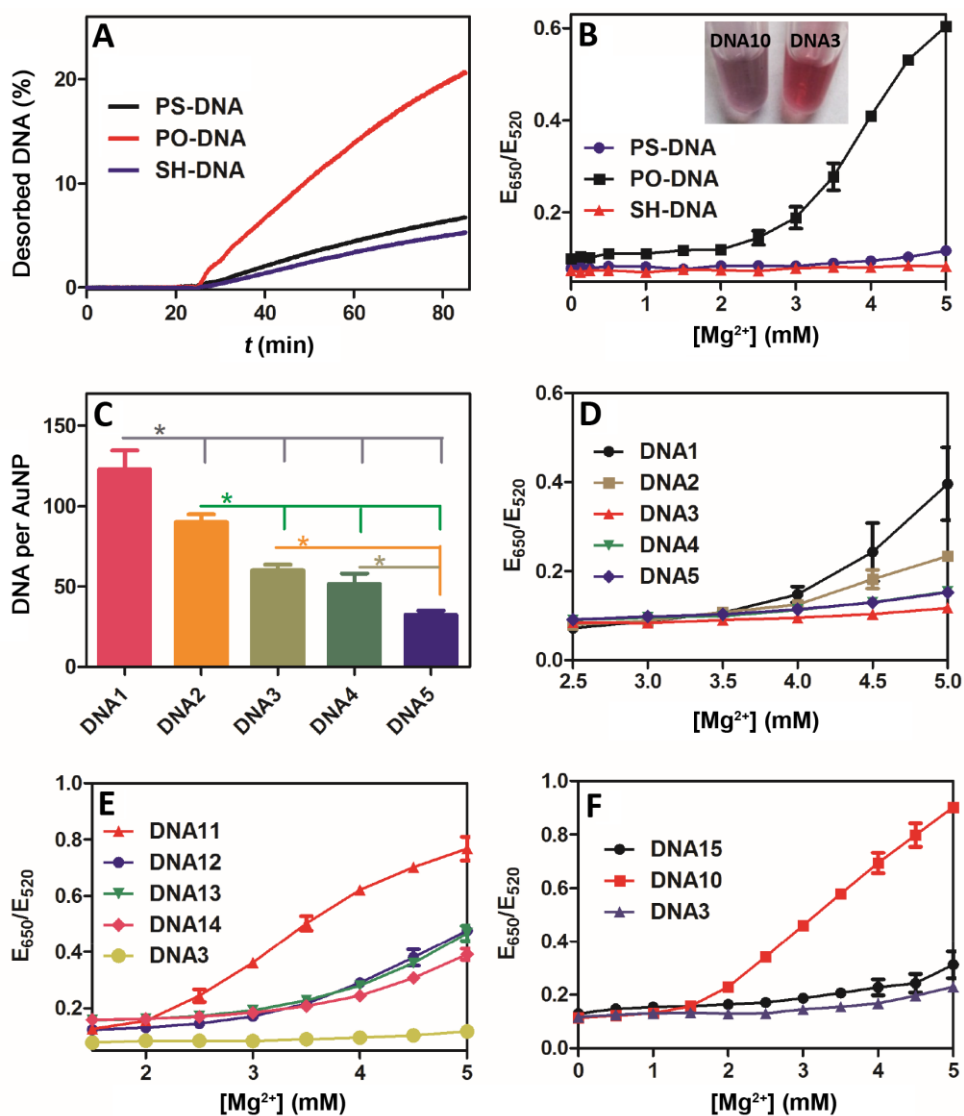 A
Desorbed DNA (%)
20
10
0
PS-DNA
PO-DNA
SH-DNA
0 20 40 60 80
t (min)
B
DNA10 DNA3
E650/E520
0.6
0.4
0.2
PS-DNA
PO-DNA
SH-DNA
0 1 2 3 4 5
[Mg²⁺] (mM)
C
DNA per AuNP
150
100
50
0
*
*
*
*
DNA1 DNA2 DNA3 DNA4 DNA5
D
E650/E520
0.6
0.4
0.2
0.0
DNA1
DNA2
DNA3
DNA4
DNA5
2.5 3.0 3.5 4.0 4.5 5.0
[Mg²⁺] (mM)
E
E650/E520
1.0
0.8
0.6
0.4
0.2
DNA11
DNA12
DNA13
DNA14
DNA3
2 3 4 5
[Mg²⁺] (mM)
F
E650/E520
1.0
0.8
0.6
0.4
0.2
0.0
DNA15
DNA10
DNA3
0 1 2 3 4 5
[Mg²⁺] (mM)